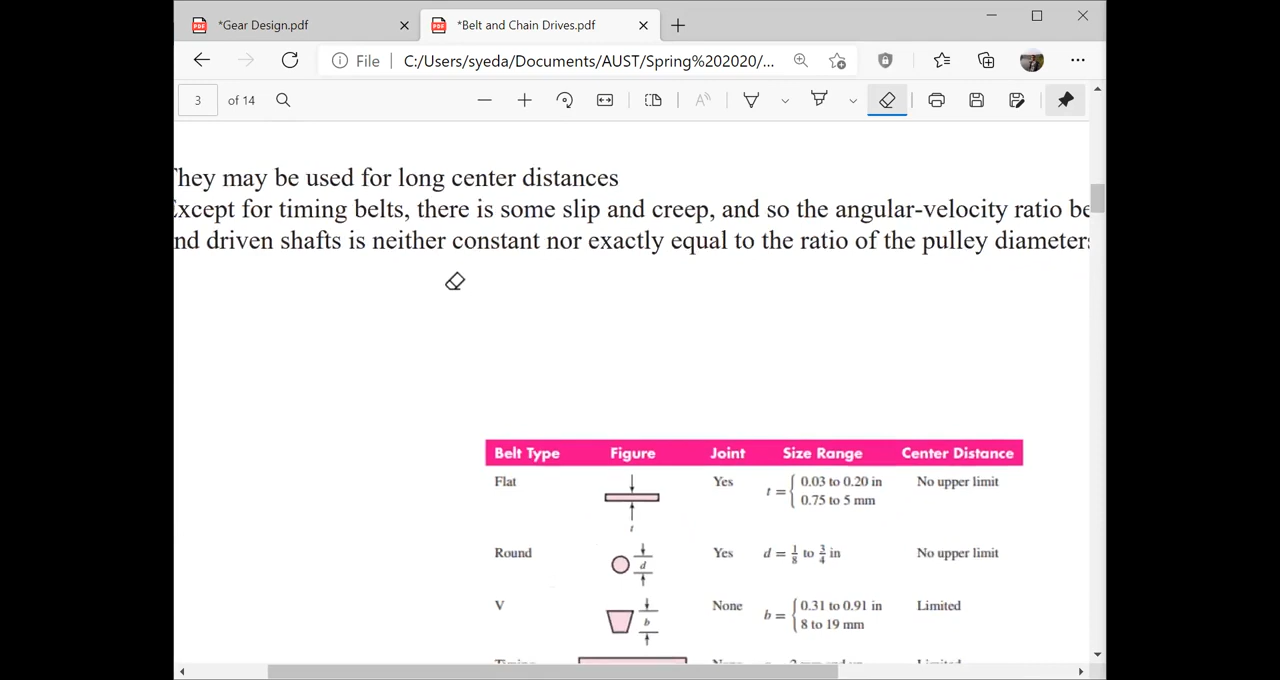 *Gear Design.pdf
*Belt and Chain Drives.pdf
File
C:/Users/syeda/Documents/AUST/Spring%202020/...
3 of 14
They may be used for long center distances
Except for timing belts, there is some slip and creep, and so the angular-velocity ratio be
and driven shafts is neither constant nor exactly equal to the ratio of the pulley diameters
Belt Type Figure Joint Size Range Center Distance
Flat Yes t = { 0.03 to 0.20 in No upper limit
0.75 to 5 mm
t
Round d Yes d = 1/8 to 3/4 in No upper limit
V b None b = { 0.31 to 0.91 in Limited
8 to 19 mm